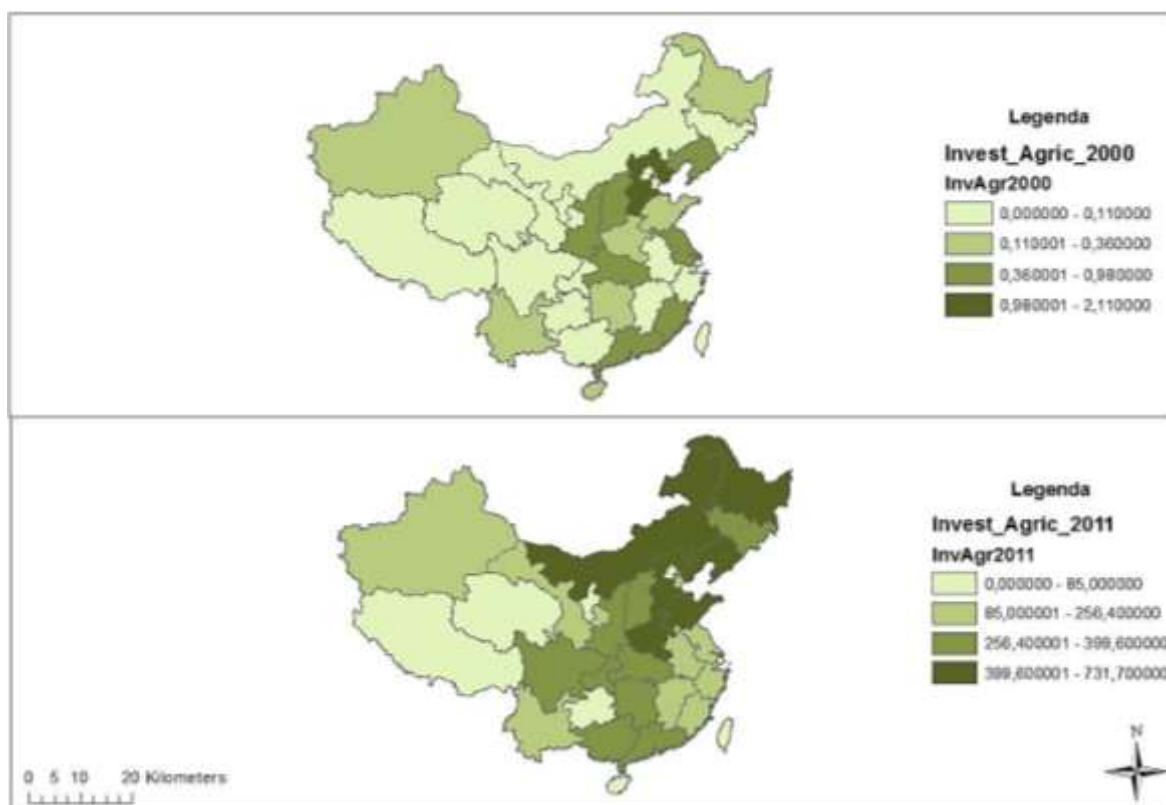 Legenda
Invest_Agric_2000
InvAgr2000
0,000000 - 0,110000
0,110001 - 0,360000
0,360001 - 0,980000
0,980001 - 2,110000
Legenda
Invest_Agric_2011
InvAgr2011
0,000000 - 85,000000
85,000001 - 256,400000
256,400001 - 399,600000
399,600001 - 731,700000
N
0 5 10 20 Kilometers